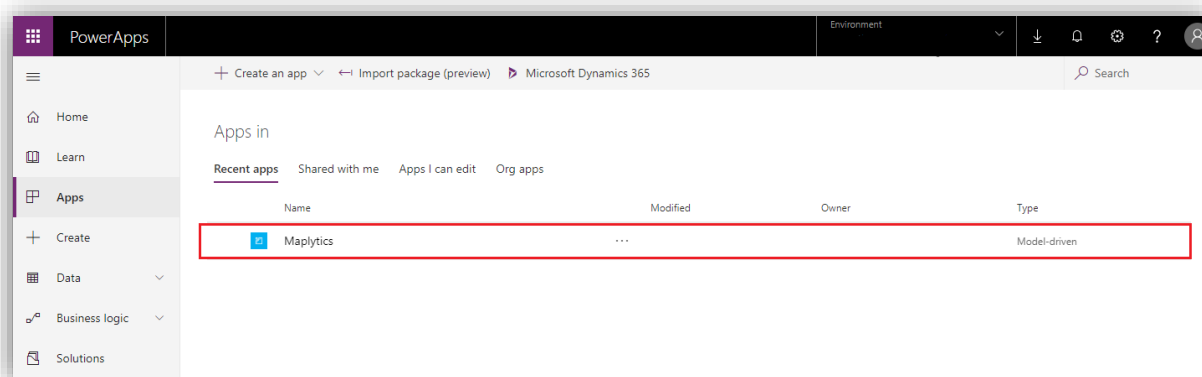 PowerApps
Environment
Create an app
Import package (preview)
Microsoft Dynamics 365
Search
Home
Learn
Apps
Create
Data
Business logic
Solutions
Apps in
Recent apps Shared with me Apps I can edit Org apps
Name Modified Owner Type
Maplytics ... Model-driven